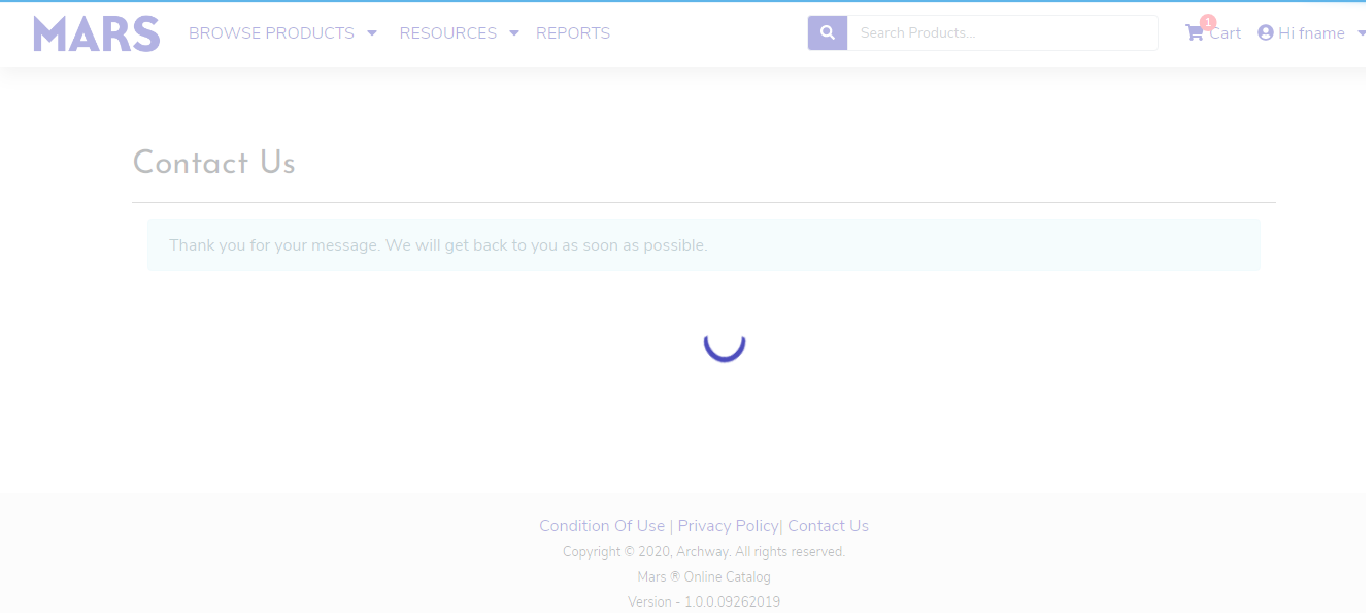 MARS BROWSE PRODUCTS RESOURCES REPORTS Search Products... 1 Cart Hi fname
Contact Us
Thank you for your message. We will get back to you as soon as possible.
Condition Of Use | Privacy Policy| Contact Us
Copyright © 2020, Archway. All rights reserved.
Mars ® Online Catalog
Version - 1.0.0.09262019